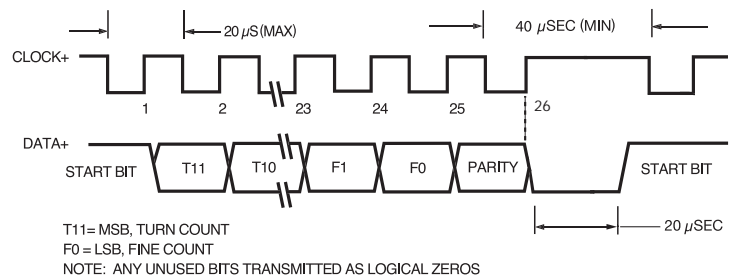 20 µS (MAX)
40 µSEC (MIN)
CLOCK+
1 2 23 24 25 26
DATA+
START BIT T11 T10 F1 F0 PARITY START BIT
20 µSEC
T11= MSB, TURN COUNT
F0 = LSB, FINE COUNT
NOTE: ANY UNUSED BITS TRANSMITTED AS LOGICAL ZEROS